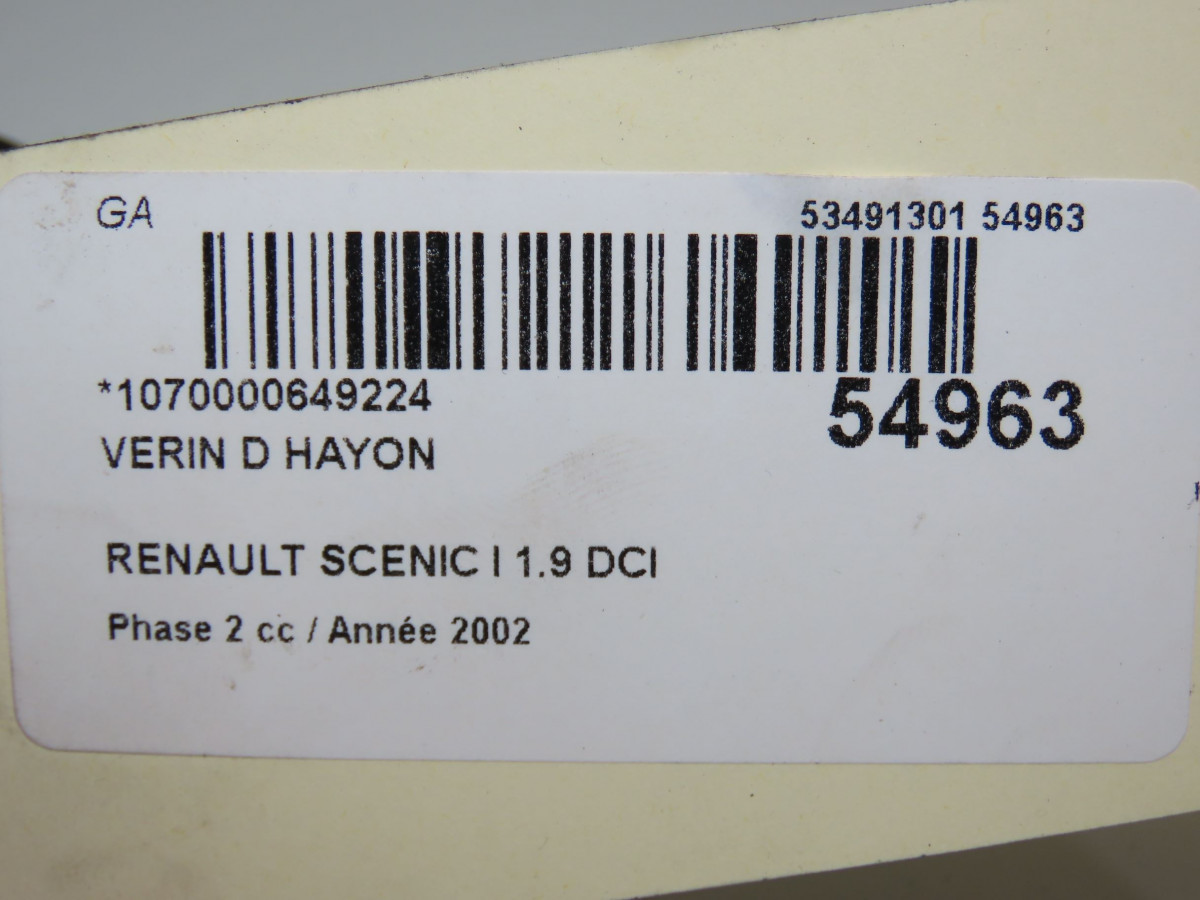 GA
53491301 54963
*1070000649224
54963
VERIN D HAYON
RENAULT SCENIC I 1.9 DCI
Phase 2 cc / Année 2002